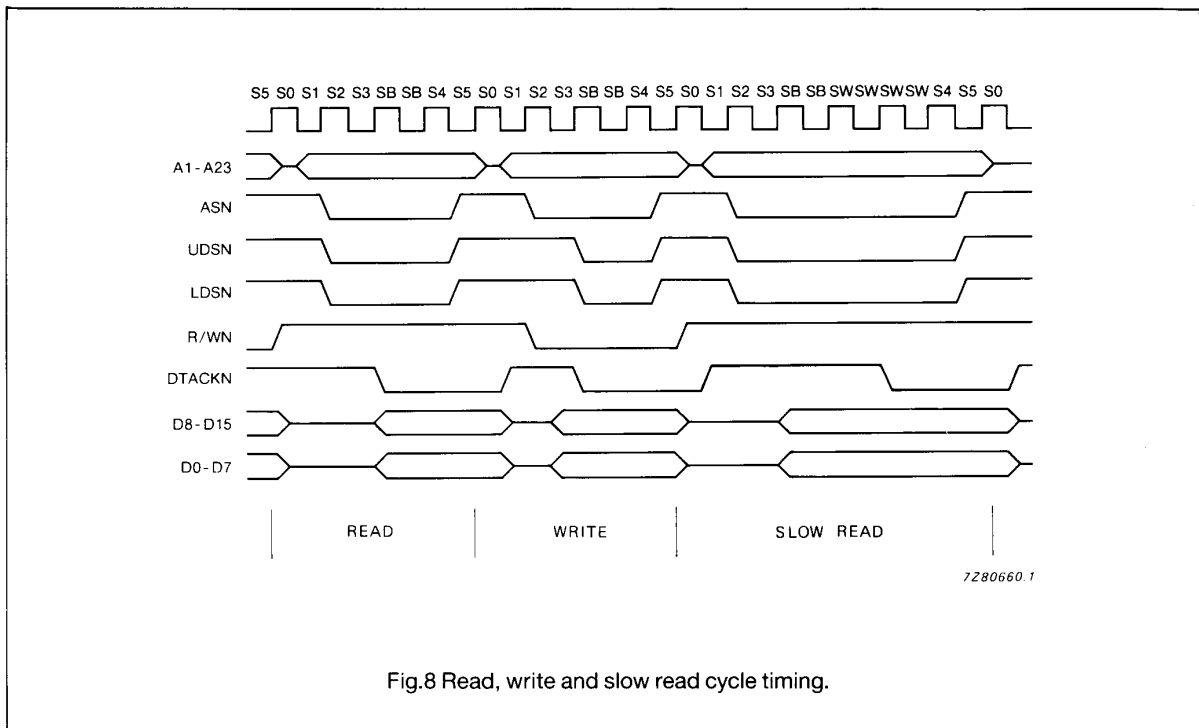 S5 S0 S1 S2 S3 SB SB S4 S5 S0 S1 S2 S3 SB SB S4 S5 S0 S1 S2 S3 SB SB SW SW SW SW S4 S5 S0
A1-A23
ASN
UDSN
LDSN
R/WN
DTACKN
D8-D15
D0-D7
READ WRITE SLOW READ
7Z80660.1
Fig.8 Read, write and slow read cycle timing.